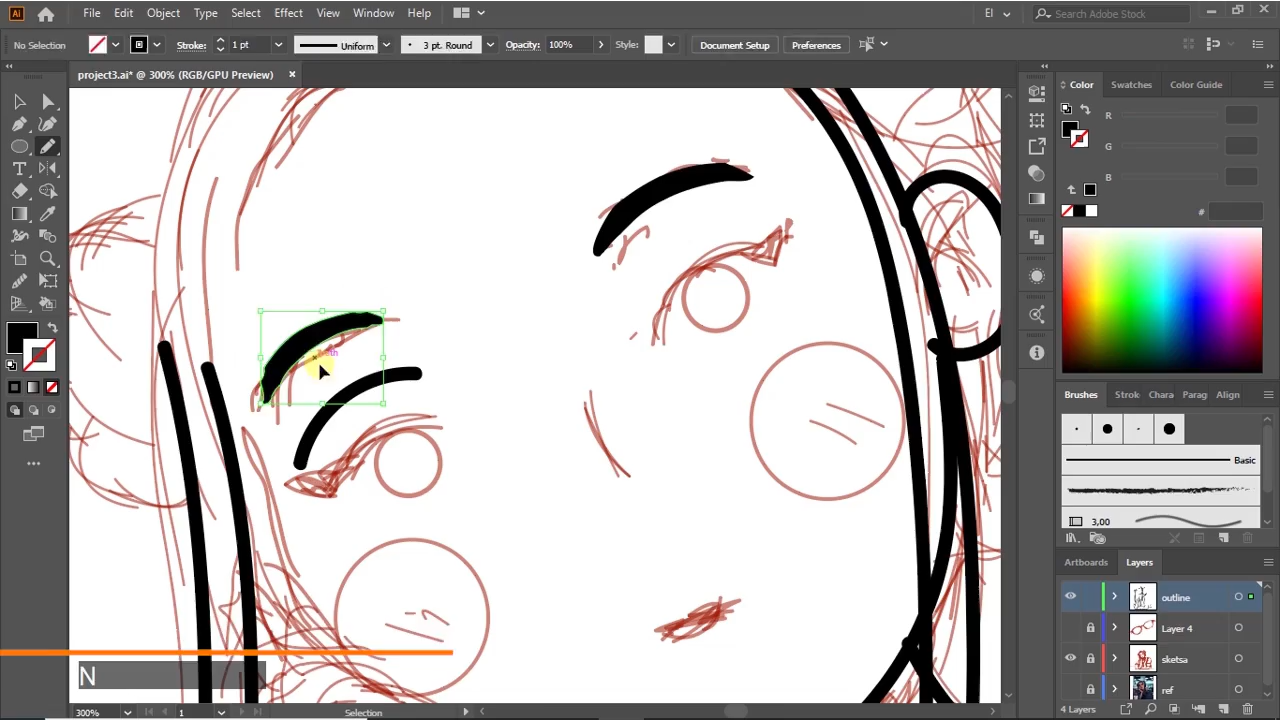 Ai File Edit Object Type Select Effect View Window Help El Search Adobe Stock
No Selection Stroke: 1 pt Uniform 3 pt. Round Opacity: 100% Style: Document Setup Preferences
project3.ai* @ 300% (RGB/GPU Preview) ×
Color Swatches Color Guide
R
G
B
#
Brushes Strok Chara Parag Align
Basic
3,00
Artboards Layers
outline
Layer 4
sketsa
ref
N
300% 1 Selection 4 Layers